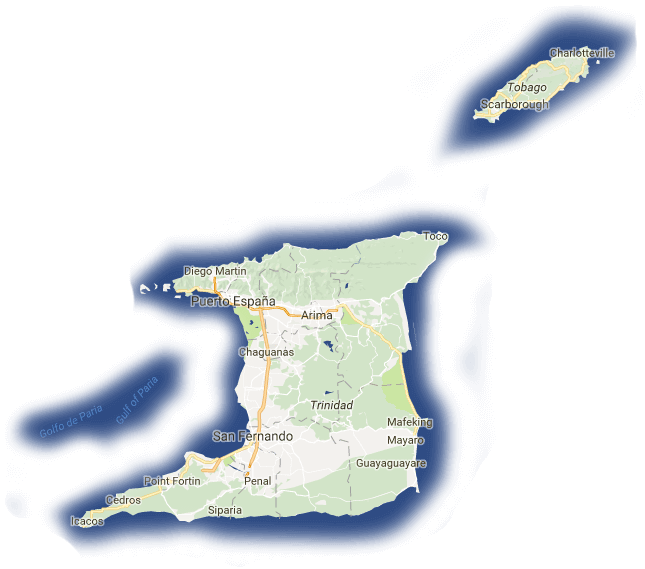 Charlotteville
Tobago
Scarborough
Toco
Diego Martin
Puerto España
Arima
Chaguanas
Golfo de Paria
Gulf of Paria
Trinidad
Mafeking
San Fernando
Mayaro
Guayaguayare
Point Fortin
Penal
Cedros
Siparia
Icacos